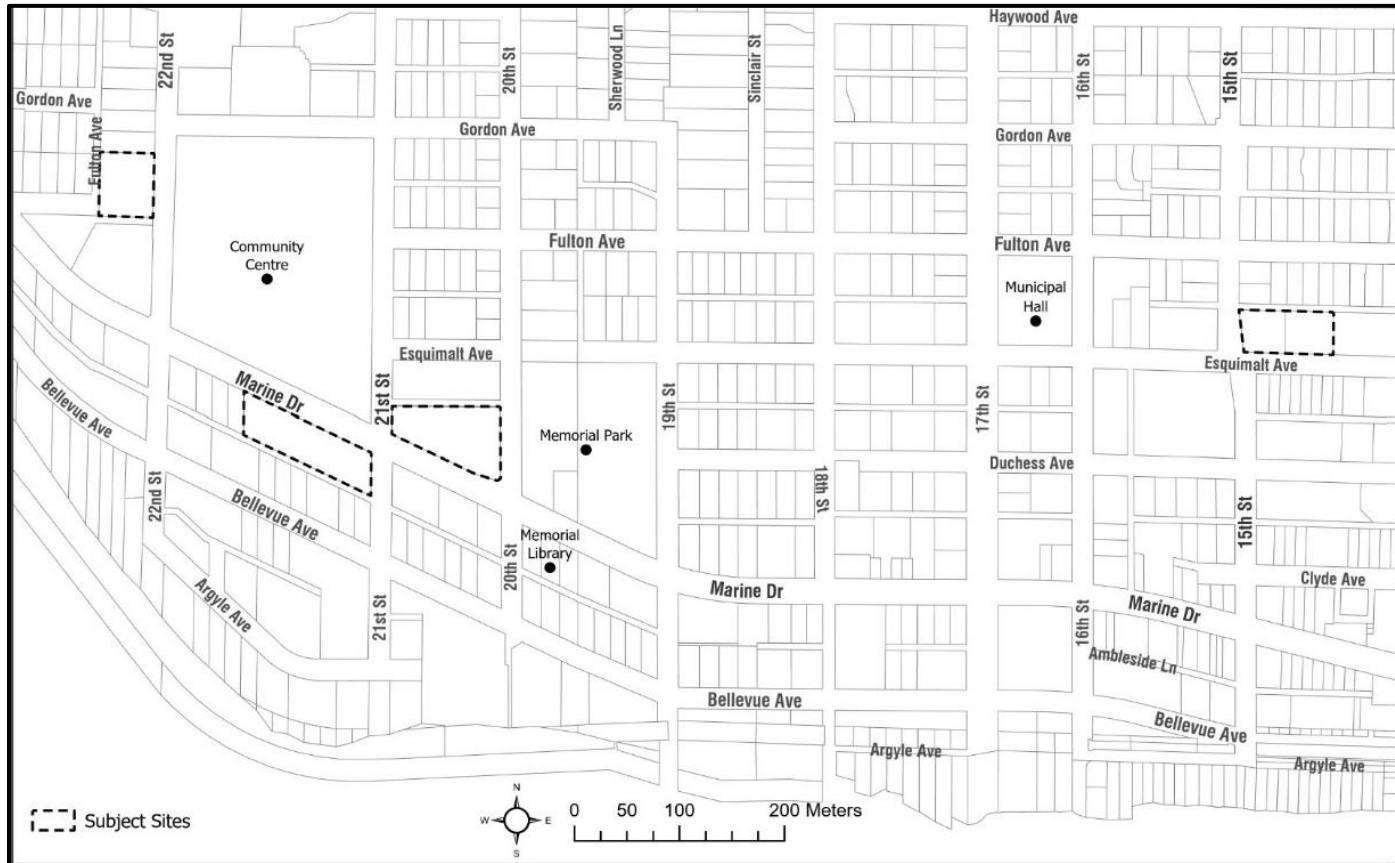 Haywood Ave
22nd St
20th St
Sherwood Ln
Sinclair St
16th St
15th St
Gordon Ave
Fulton Ave
Gordon Ave
Gordon Ave
Community
Centre
Fulton Ave
Fulton Ave
Municipal
Hall
Esquimalt Ave
Esquimalt Ave
Marine Dr
21st St
19th St
17th St
Bellevue Ave
Memorial Park
Duchess Ave
18th St
22nd St
Bellevue Ave
15th St
Memorial
Library
20th St
Clyde Ave
Marine Dr
Marine Dr
Argyle Ave
21st St
16th St
Ambleside Ln
Bellevue Ave
Bellevue Ave
Argyle Ave
Argyle Ave
Subject Sites
N
W E
S
0 50 100 200 Meters